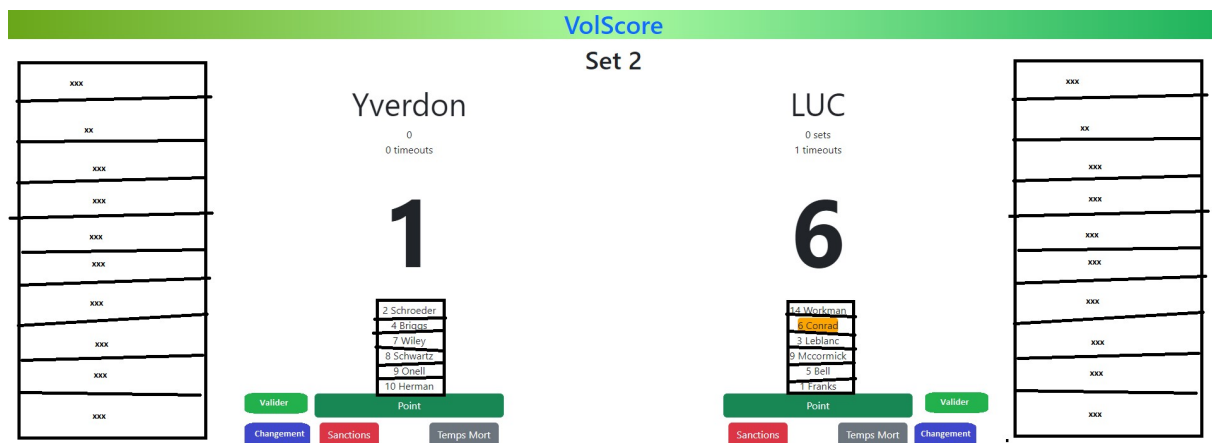 VolScore
Set 2
xxx
xx
xxx
xxx
xxx
xxx
xxx
xxx
xxx
xxx
Yverdon
0
0 timeouts
1
2 Schroeder
4 Briggs
7 Wiley
8 Schwartz
9 Onell
10 Herman
Valider
Point
Changement
Sanctions
Temps Mort
LUC
0 sets
1 timeouts
6
14 Workman
6 Conrad
3 Leblanc
9 Mccormick
5 Bell
1 Franks
Point
Valider
Sanctions
Temps Mort
Changement
xxx
xx
xxx
xxx
xxx
xxx
xxx
xxx
xxx
xxx